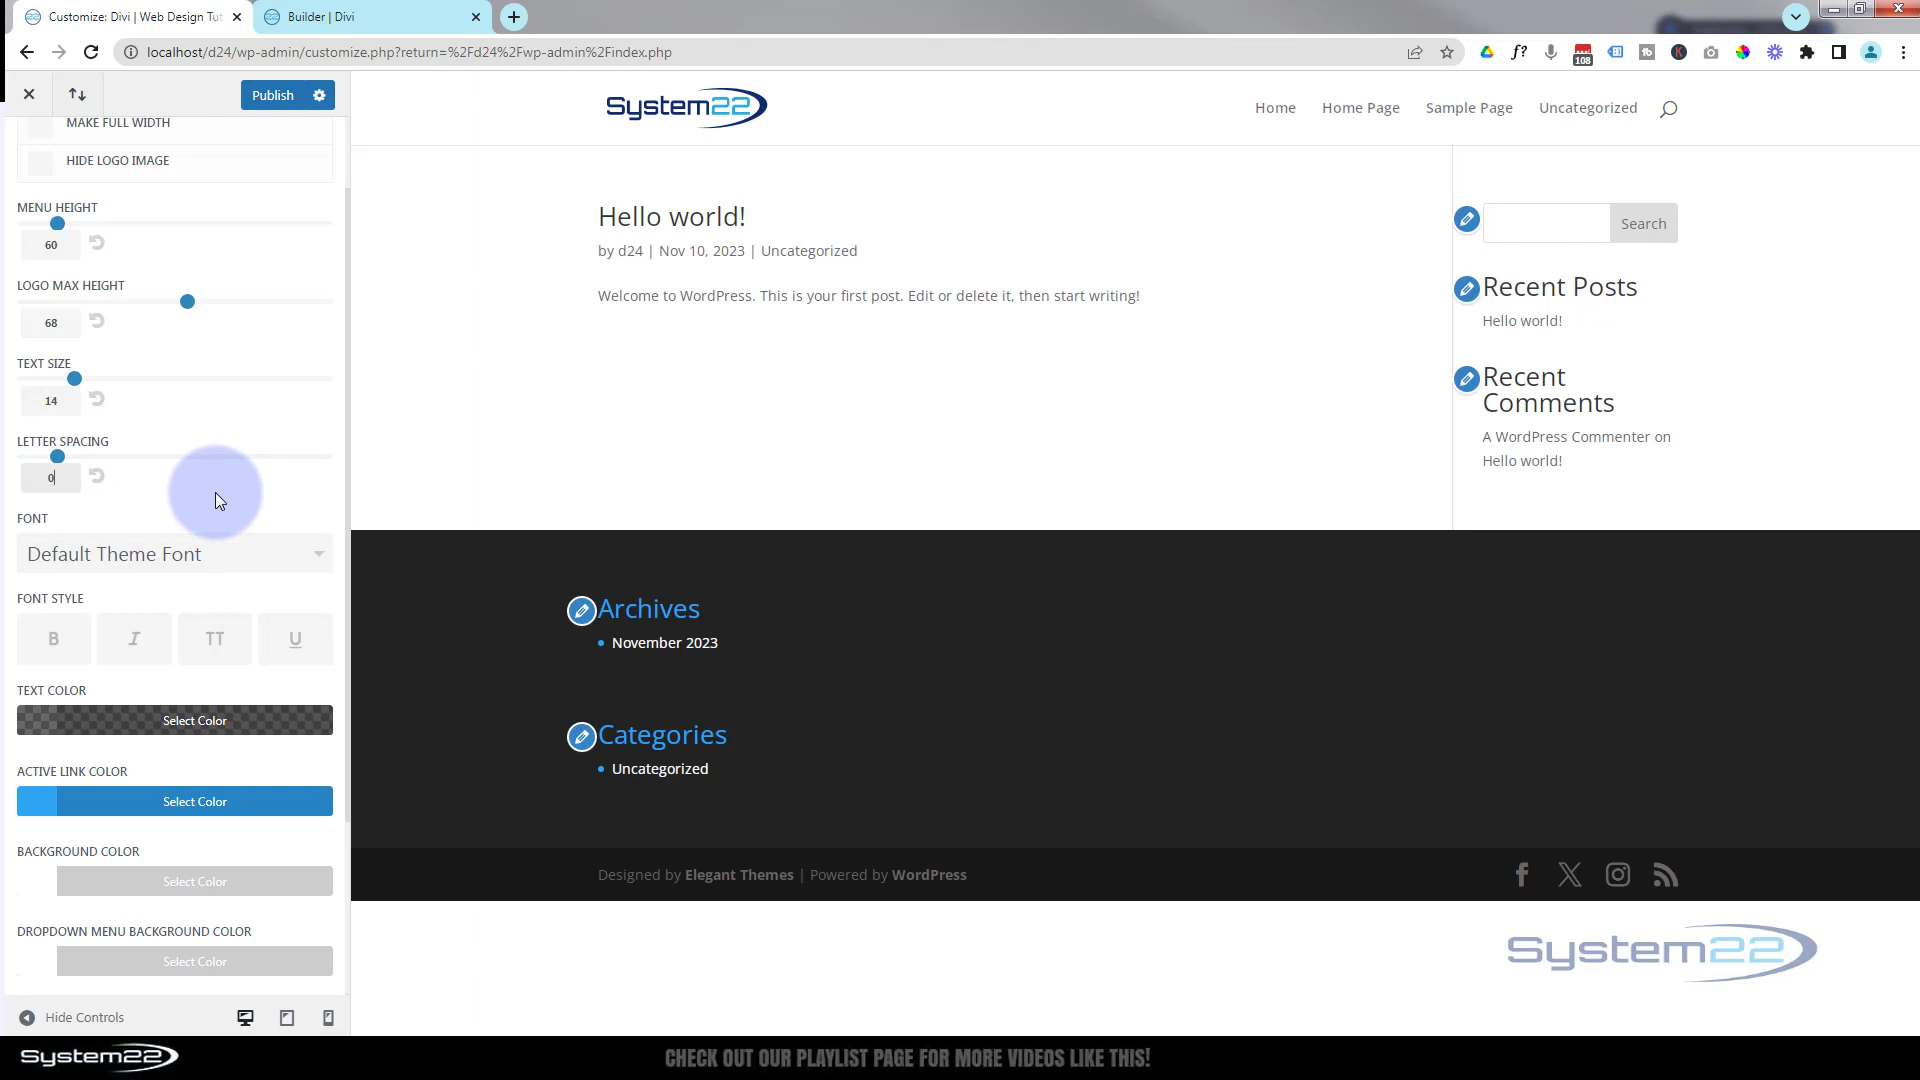 Customize: Divi | Web Design Tut
Builder | Divi
localhost/d24/wp-admin/customize.php?return=%2Fd24%2Fwp-admin%2Findex.php
108
Publish
MAKE FULL WIDTH
HIDE LOGO IMAGE
MENU HEIGHT
60
LOGO MAX HEIGHT
68
TEXT SIZE
14
LETTER SPACING
0
FONT
Default Theme Font
FONT STYLE
B I TT U
TEXT COLOR
Select Color
ACTIVE LINK COLOR
Select Color
BACKGROUND COLOR
Select Color
DROPDOWN MENU BACKGROUND COLOR
Select Color
Hide Controls
System22
Home Home Page Sample Page Uncategorized
Hello world!
by d24 | Nov 10, 2023 | Uncategorized
Welcome to WordPress. This is your first post. Edit or delete it, then start writing!
Search
Recent Posts
Hello world!
Recent
Comments
A WordPress Commenter on
Hello world!
Archives
November 2023
Categories
Uncategorized
Designed by Elegant Themes | Powered by WordPress
System22
System22
CHECK OUT OUR PLAYLIST PAGE FOR MORE VIDEOS LIKE THIS!